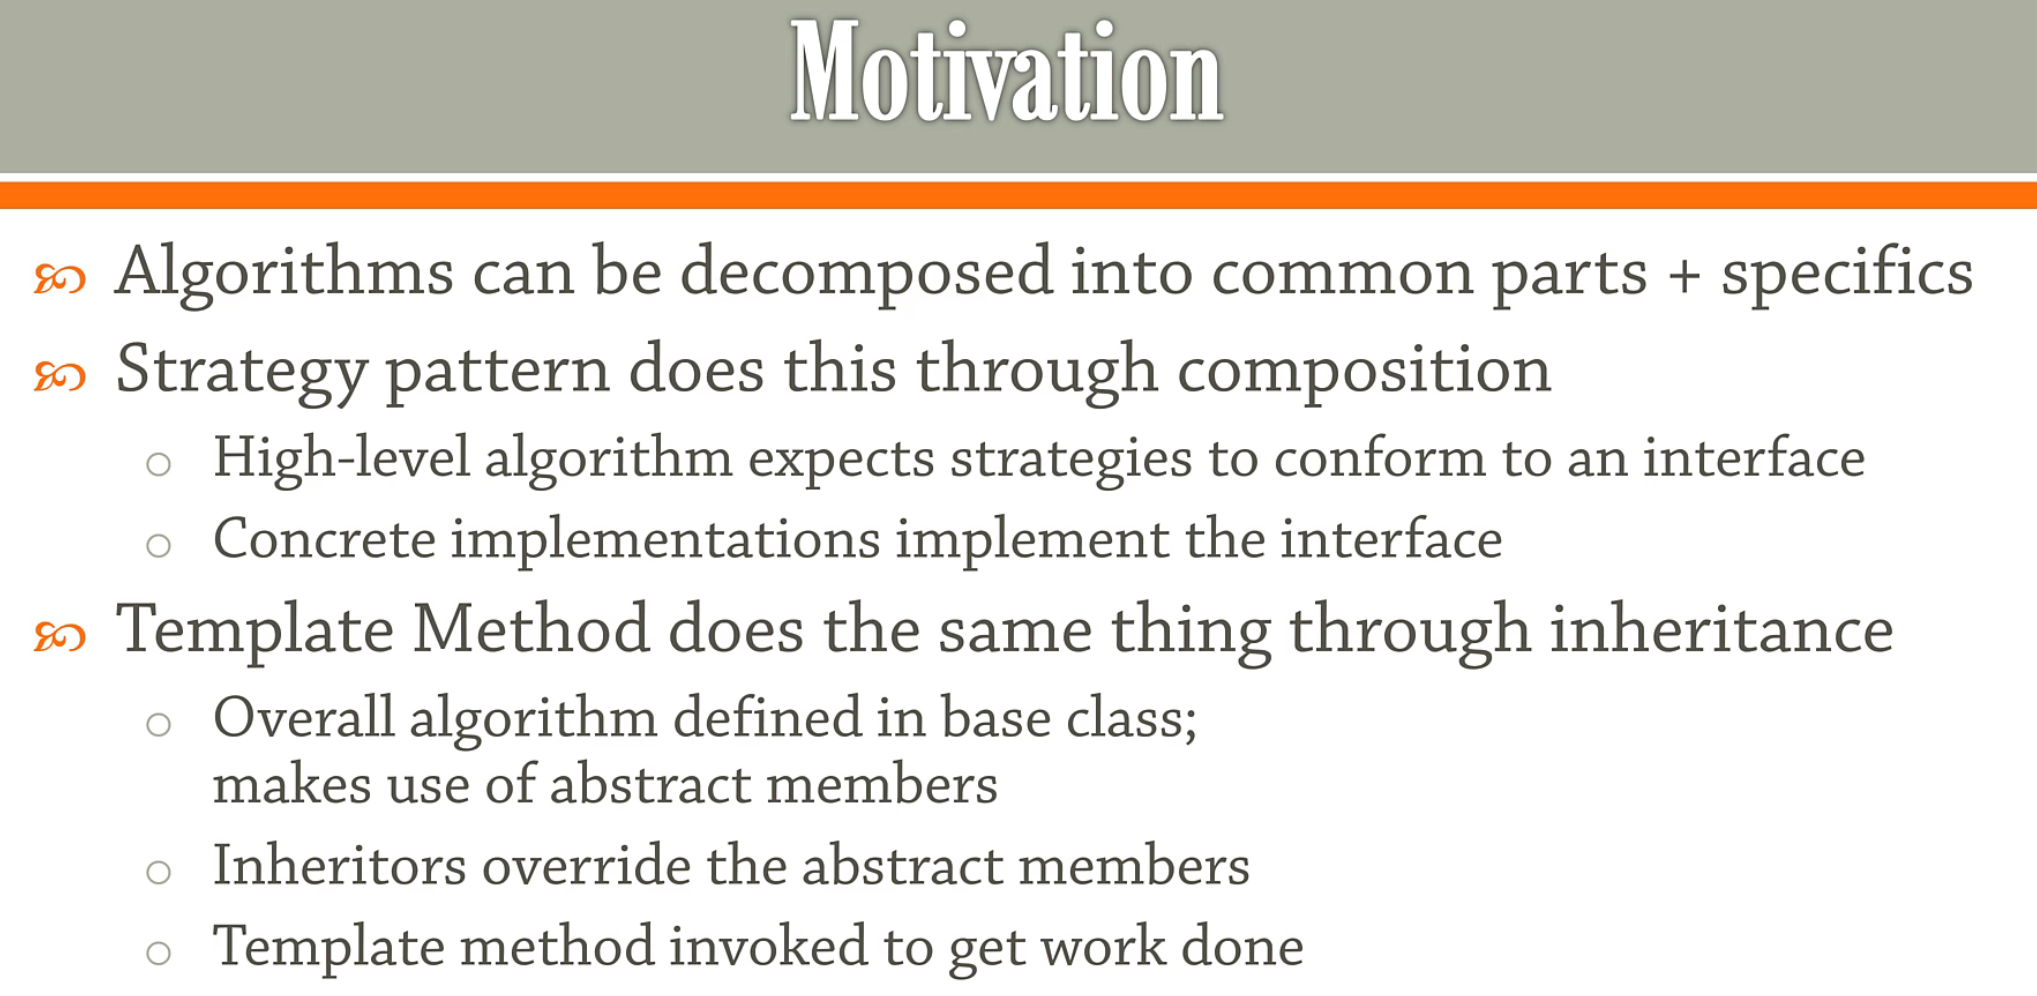 Motivation
Algorithms can be decomposed into common parts + specifics
Strategy pattern does this through composition
High-level algorithm expects strategies to conform to an interface
Concrete implementations implement the interface
Template Method does the same thing through inheritance
Overall algorithm defined in base class;
makes use of abstract members
Inheritors override the abstract members
Template method invoked to get work done